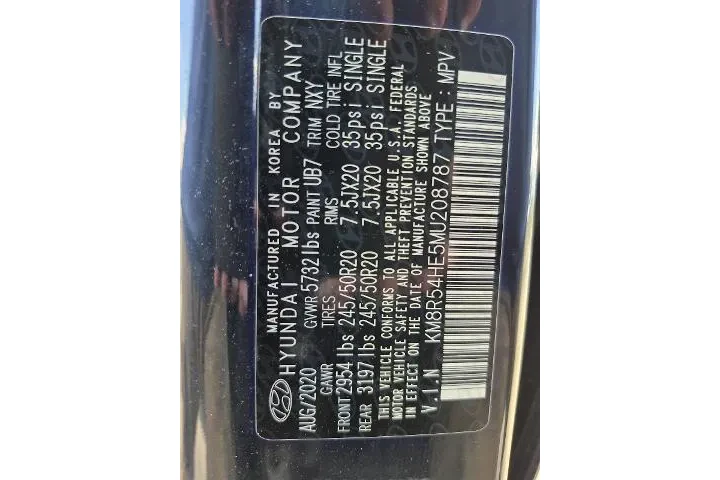 MANUFACTURED IN KOREA BY
HYUNDAI MOTOR COMPANY
AUG/2020 GVWR 5732 lbs PAINT UB7 TRIM NXY
GAWR TIRES RIMS COLD TIRE INFL
FRONT 2954 lbs 245/50R20 7.5JX20 35psi SINGLE
REAR 3197 lbs 245/50R20 7.5JX20 35psi SINGLE
THIS VEHICLE CONFORMS TO ALL APPLICABLE U.S.A. FEDERAL
MOTOR VEHICLE SAFETY AND THEFT PREVENTION STANDARDS
IN EFFECT ON THE DATE OF MANUFACTURE SHOWN ABOVE
V.I.N KM8R54HE5MU208787 TYPE : MPV